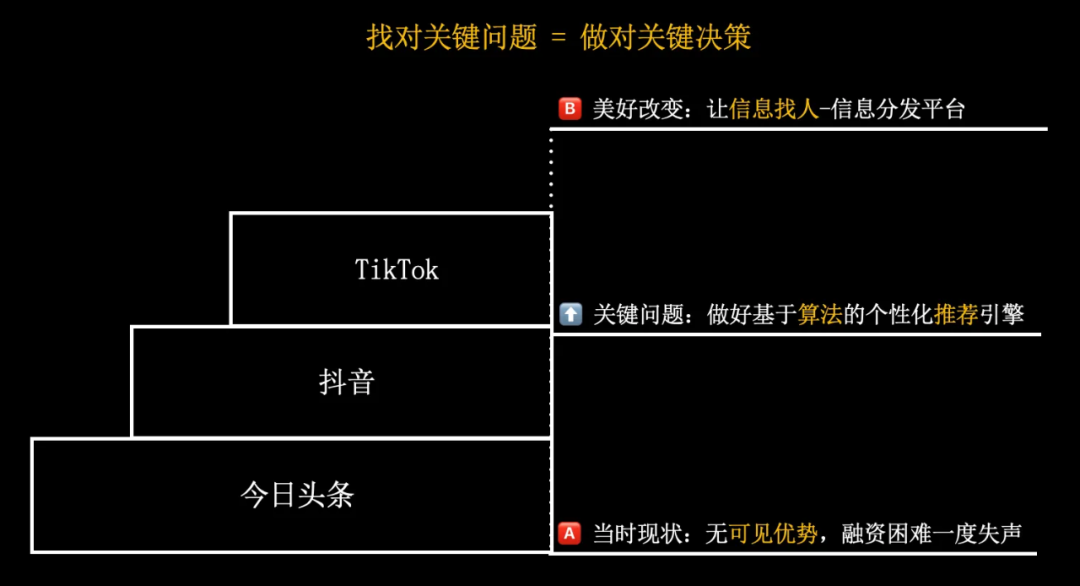 找对关键问题 = 做对关键决策
B 美好改变：让信息找人-信息分发平台
TikTok
关键问题：做好基于算法的个性化推荐引擎
抖音
今日头条
A 当时现状：无可见优势，融资困难一度失声